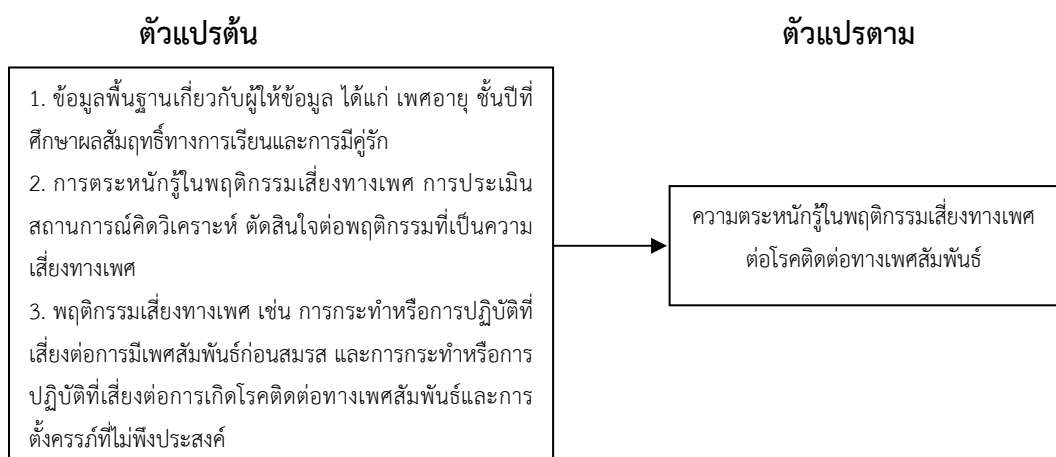 ตัวแปรต้น
ตัวแปรตาม
1. ข้อมูลพื้นฐานเกี่ยวกับผู้ให้ข้อมูล ได้แก่ เพศอายุ ชั้นปีที่
ศึกษาผลสัมฤทธิ์ทางการเรียนและการมีคู่รัก
2. การตระหนักรู้ในพฤติกรรมเสี่ยงทางเพศ การประเมิน
สถานการณ์คิดวิเคราะห์ ตัดสินใจต่อพฤติกรรมที่เป็นความ
เสี่ยงทางเพศ
3. พฤติกรรมเสี่ยงทางเพศ เช่น การกระทำหรือการปฏิบัติที่
เสี่ยงต่อการมีเพศสัมพันธ์ก่อนสมรส และการกระทำหรือการ
ปฏิบัติที่เสี่ยงต่อการเกิดโรคติดต่อทางเพศสัมพันธ์และการ
ตั้งครรภ์ที่ไม่พึงประสงค์
ความตระหนักรู้ในพฤติกรรมเสี่ยงทางเพศ
ต่อโรคติดต่อทางเพศสัมพันธ์